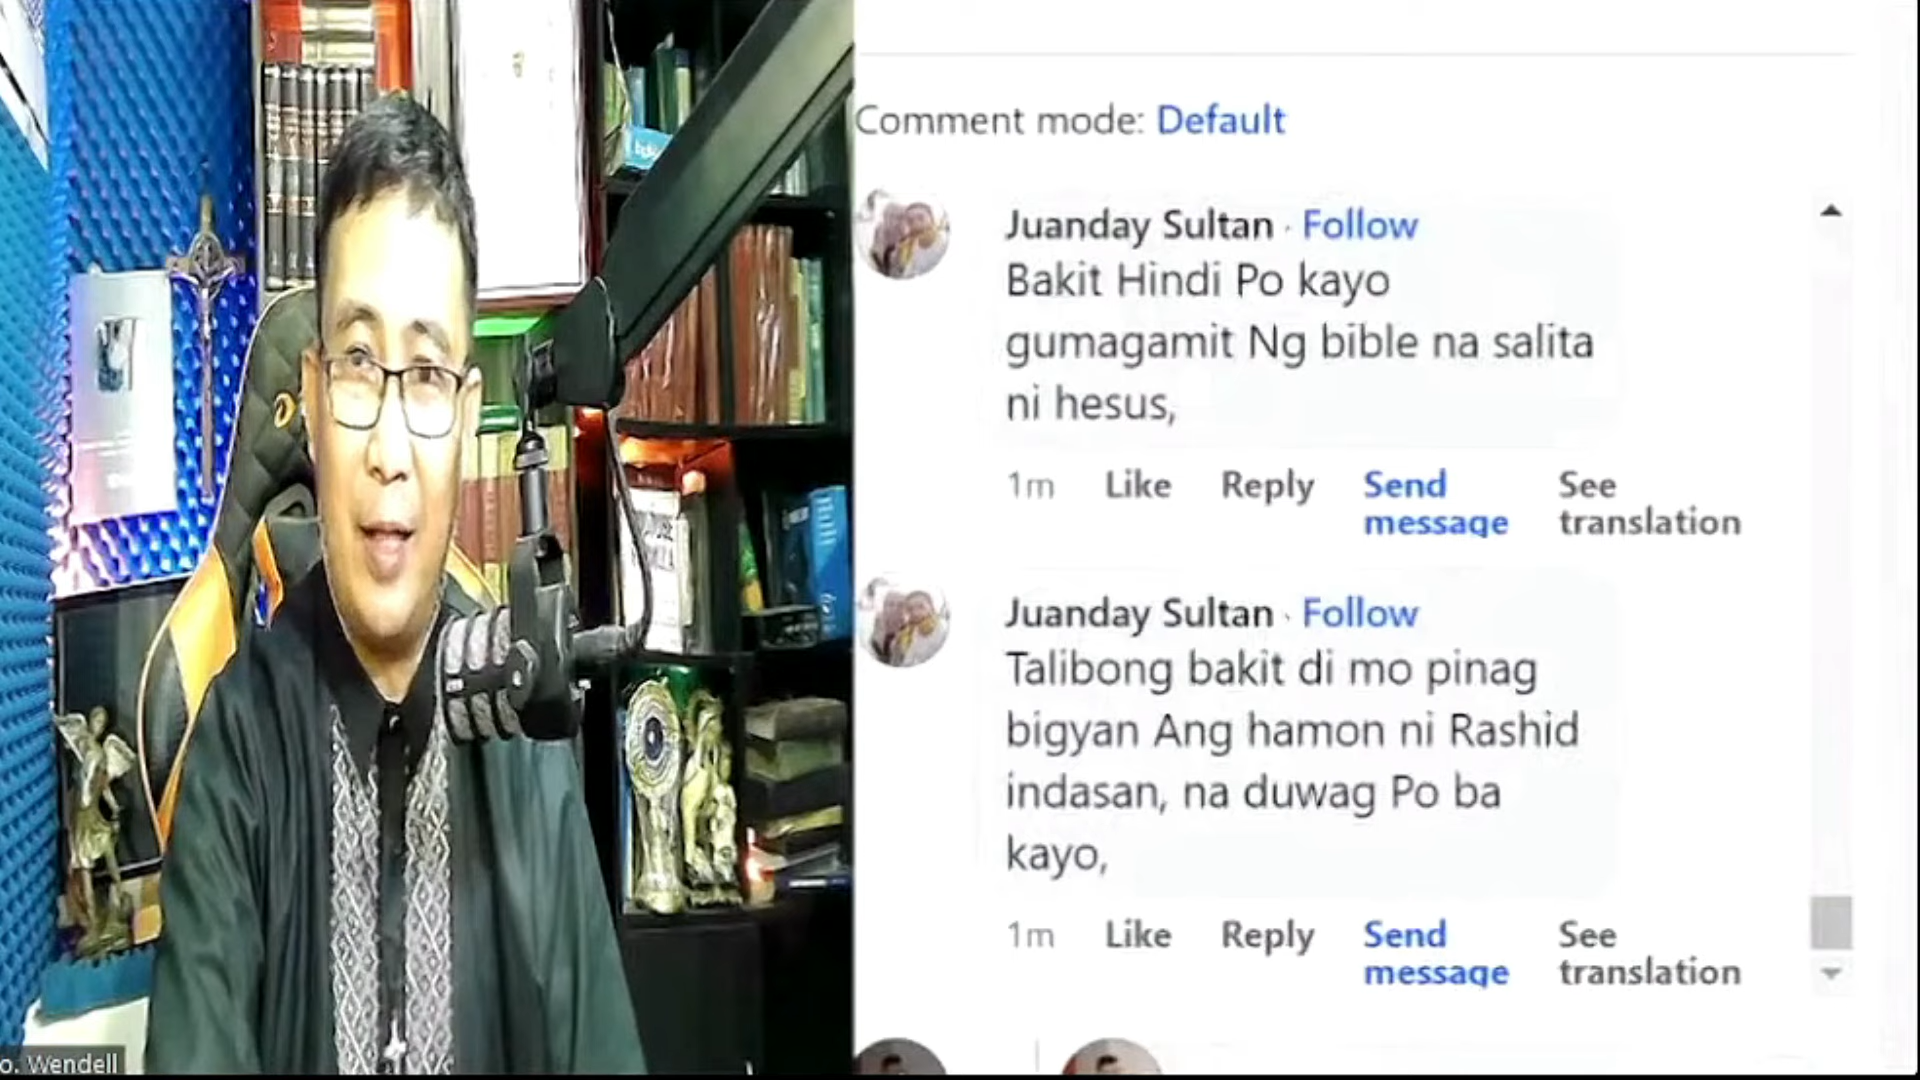 Comment mode: Default
Juanday Sultan · Follow
Bakit Hindi Po kayo
gumagamit Ng bible na salita
ni hesus,
1m Like Reply Send message See translation
Juanday Sultan · Follow
Talibong bakit di mo pinag
bigyan Ang hamon ni Rashid
indasan, na duwag Po ba
kayo,
1m Like Reply Send message See translation
o. Wendell